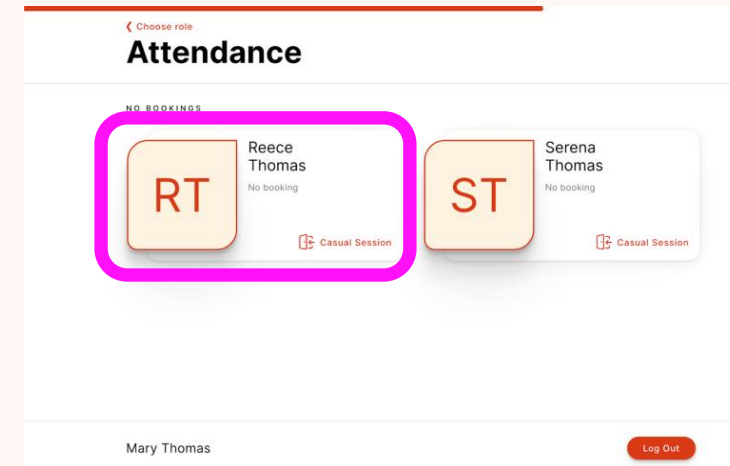 Choose role
Attendance
NO BOOKINGS
RT
Reece
Thomas
No booking
Casual Session
ST
Serena
Thomas
No booking
Casual Session
Mary Thomas
Log Out